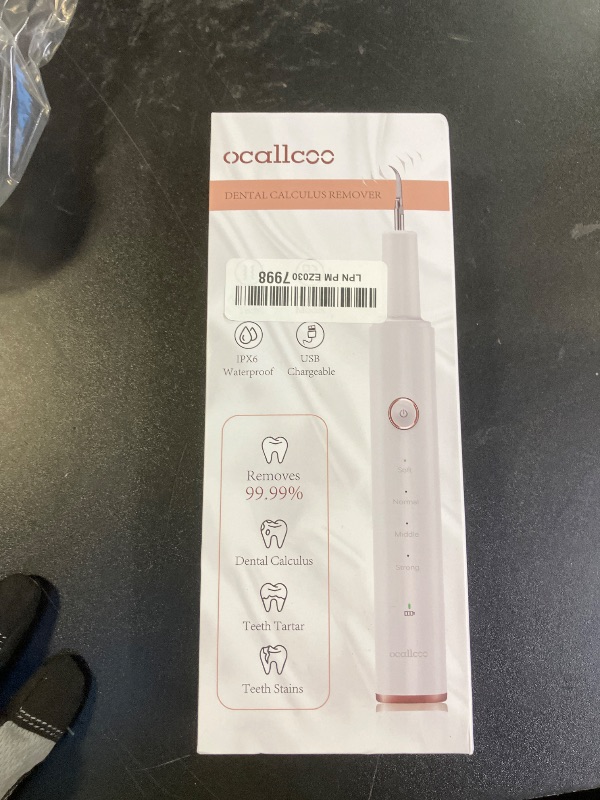 ocallcoo
DENTAL CALCULUS REMOVER
LPN PM EZ030 7998
IPX6
Waterproof
USB
Chargeable
Removes
99.99%
Dental Calculus
Teeth Tartar
Teeth Stains
Soft
Normal
Middle
Strong
ocallcoo